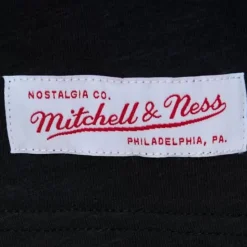 NOSTALGIA CO.
Mitchell & Ness
PHILADELPHIA, PA.